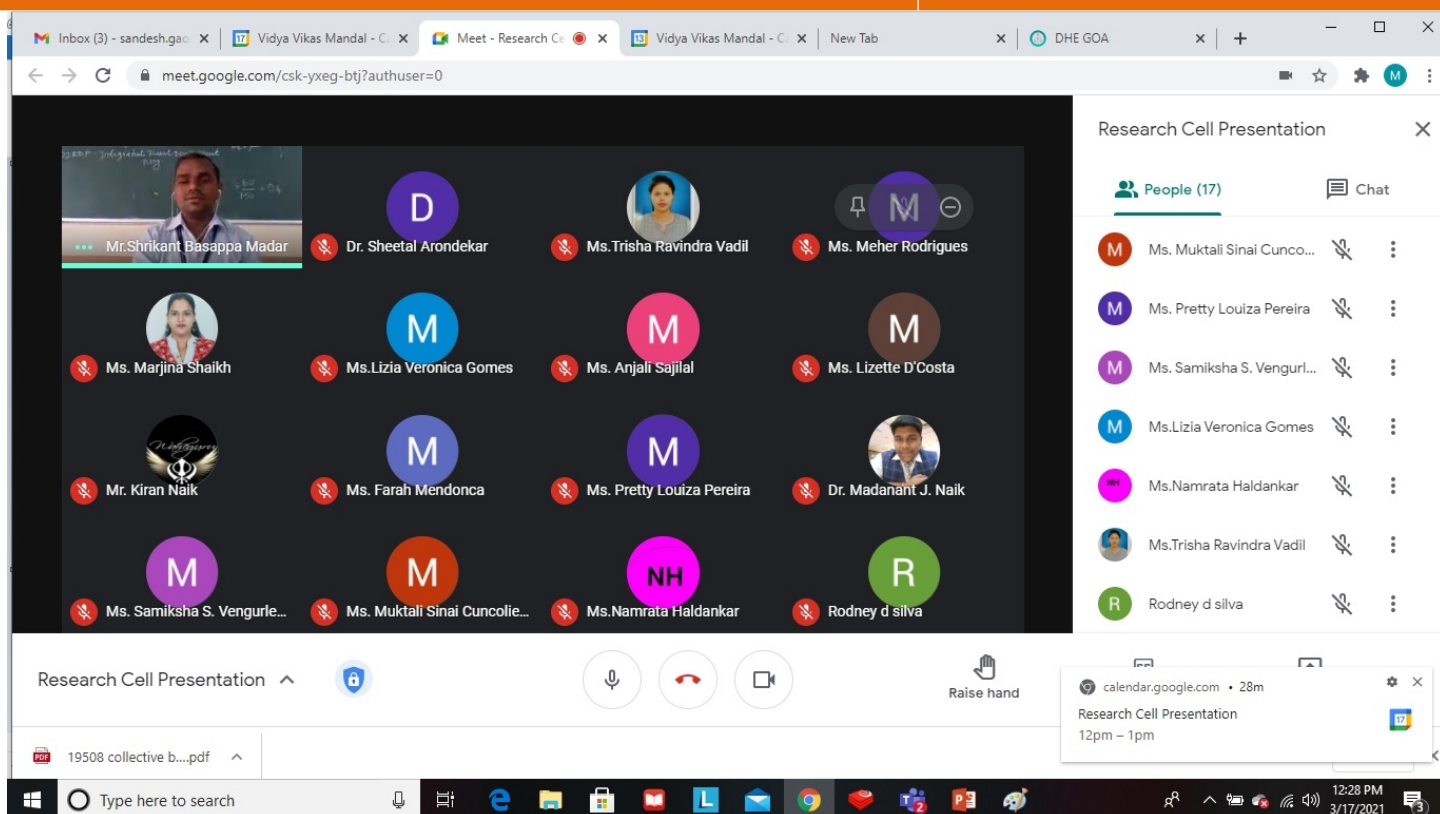 Inbox (3) - sandesh.gao
Vidya Vikas Mandal - C
Meet - Research Ce
Vidya Vikas Mandal - C
New Tab
DHE GOA
meet.google.com/csk-yxeg-btj?authuser=0
M
Research Cell Presentation
People (17)
Chat
Mr.Shrikant Basappa Madar
D
Dr. Sheetal Arondekar
Ms.Trisha Ravindra Vadil
M
Ms. Meher Rodrigues
Ms. Marjina Shaikh
M
Ms.Lizia Veronica Gomes
M
Ms. Anjali Sajilal
M
Ms. Lizette D'Costa
Mr. Kiran Naik
M
Ms. Farah Mendonca
M
Ms. Pretty Louiza Pereira
Dr. Madanant J. Naik
M
Ms. Samiksha S. Vengurle...
M
Ms. Muktali Sinai Cuncolie...
NH
Ms.Namrata Haldankar
R
Rodney d silva
M
Ms. Muktali Sinai Cunco...
M
Ms. Pretty Louiza Pereira
M
Ms. Samiksha S. Vengurl...
M
Ms.Lizia Veronica Gomes
NH
Ms.Namrata Haldankar
Ms.Trisha Ravindra Vadil
R
Rodney d silva
Research Cell Presentation
Raise hand
calendar.google.com • 28m
Research Cell Presentation
12pm – 1pm
17
PDF
19508 collective b....pdf
Type here to search
L
2
12:28 PM
3/17/2021
3